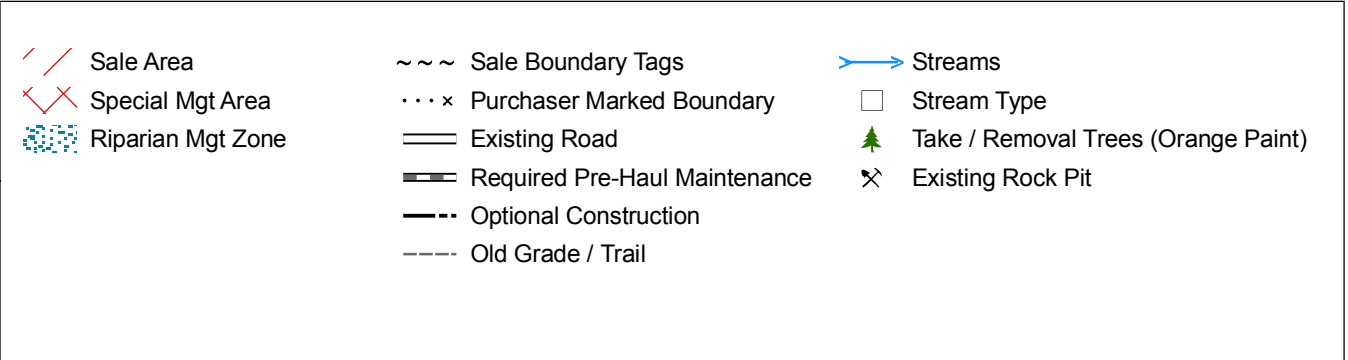 Sale Area
Special Mgt Area
Riparian Mgt Zone
Sale Boundary Tags
Purchaser Marked Boundary
Existing Road
Required Pre-Haul Maintenance
Optional Construction
Old Grade / Trail
Streams
Stream Type
Take / Removal Trees (Orange Paint)
Existing Rock Pit